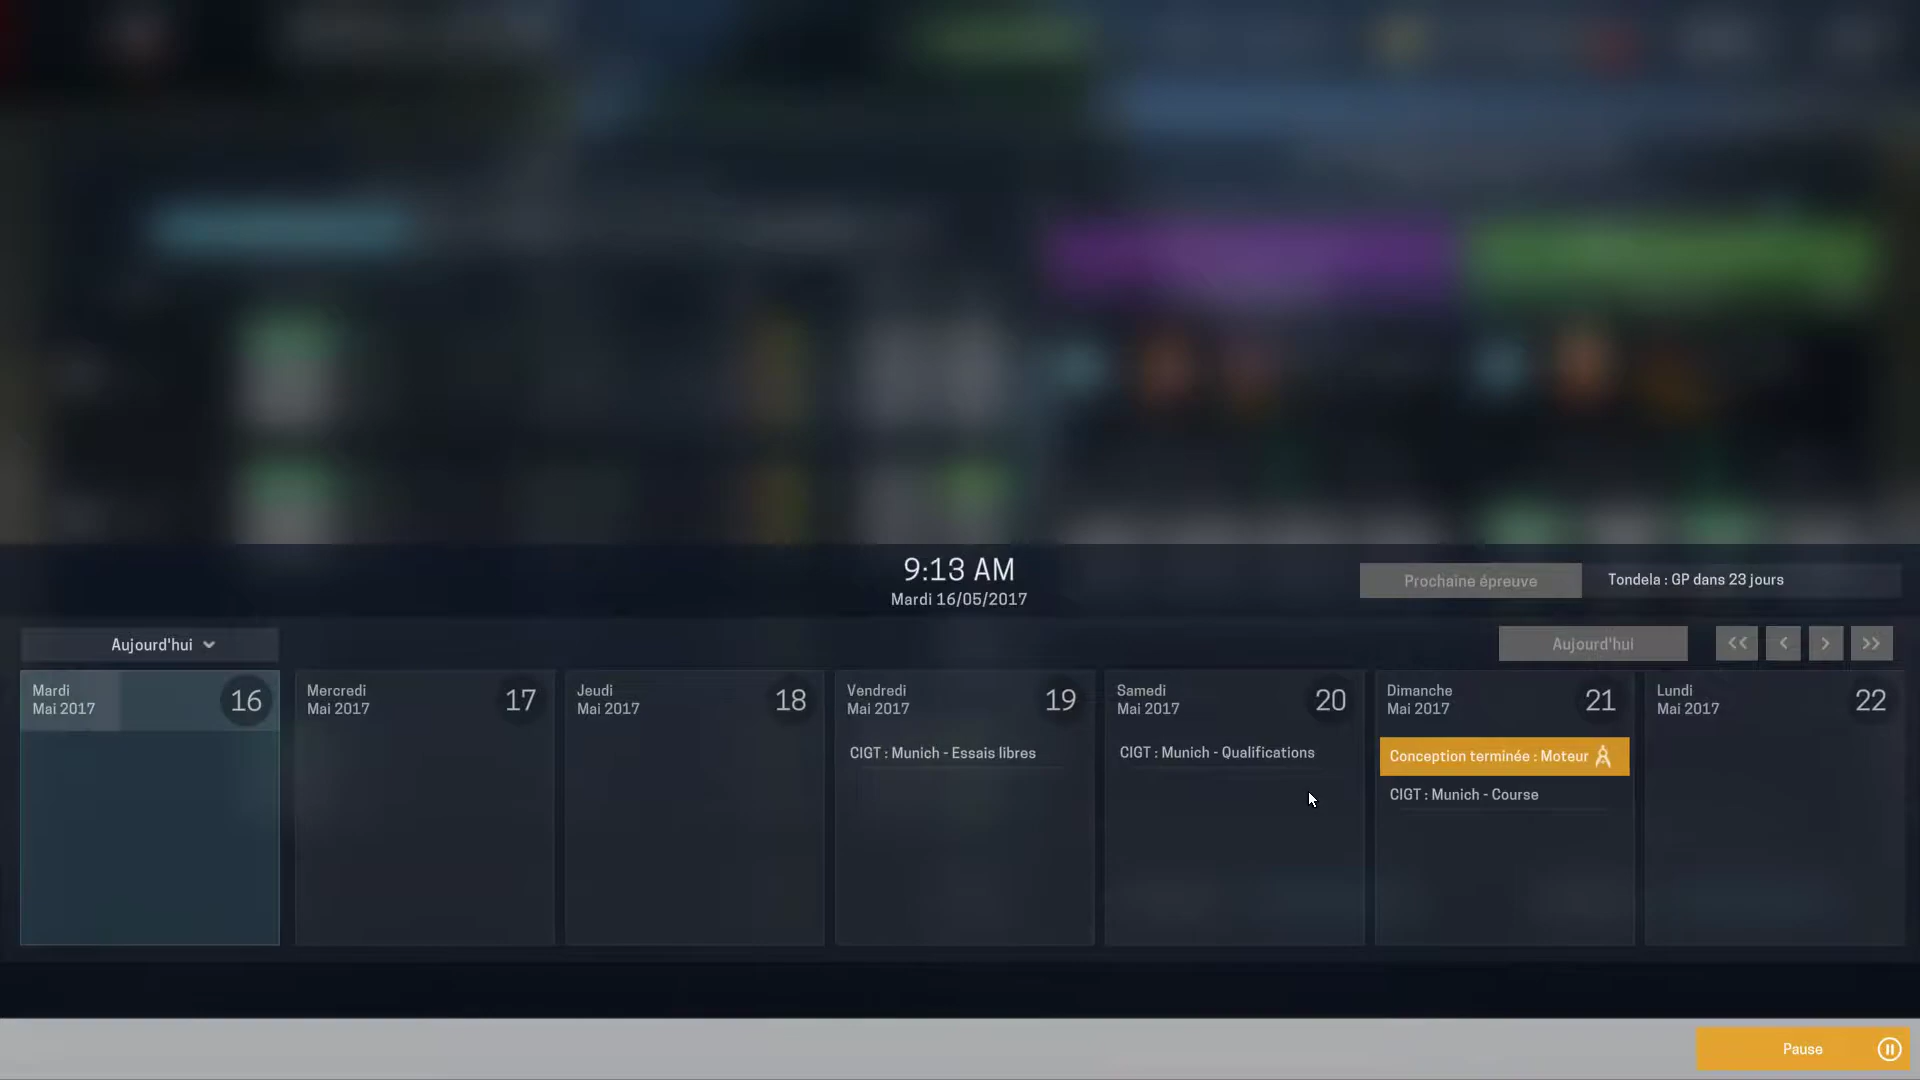 9:13 AM
Mardi 16/05/2017
Prochaine épreuve
Tondela : GP dans 23 jours
Aujourd'hui
Aujourd'hui
<< < > >>
Mardi
Mai 2017
16
Mercredi
Mai 2017
17
Jeudi
Mai 2017
18
Vendredi
Mai 2017
19
CIGT : Munich - Essais libres
Samedi
Mai 2017
20
CIGT : Munich - Qualifications
Dimanche
Mai 2017
21
Conception terminée : Moteur
CIGT : Munich - Course
Lundi
Mai 2017
22
Pause